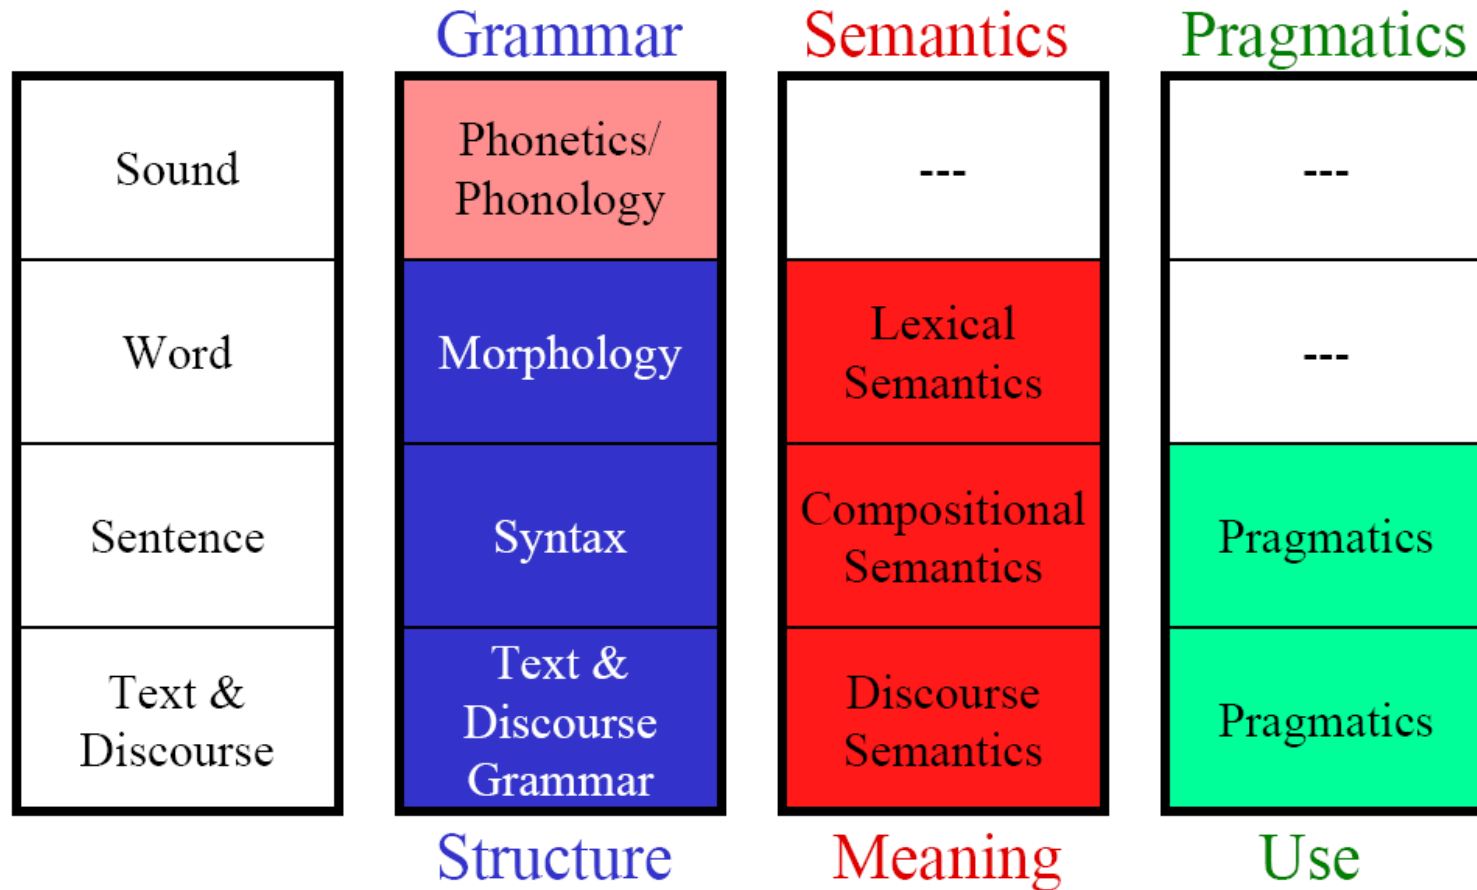 Grammar
Semantics
Pragmatics
Sound
Phonetics/
Phonology
---
---
Word
Morphology
Lexical
Semantics
---
Sentence
Syntax
Compositional
Semantics
Pragmatics
Text &
Discourse
Text &
Discourse
Grammar
Discourse
Semantics
Pragmatics
Structure
Meaning
Use